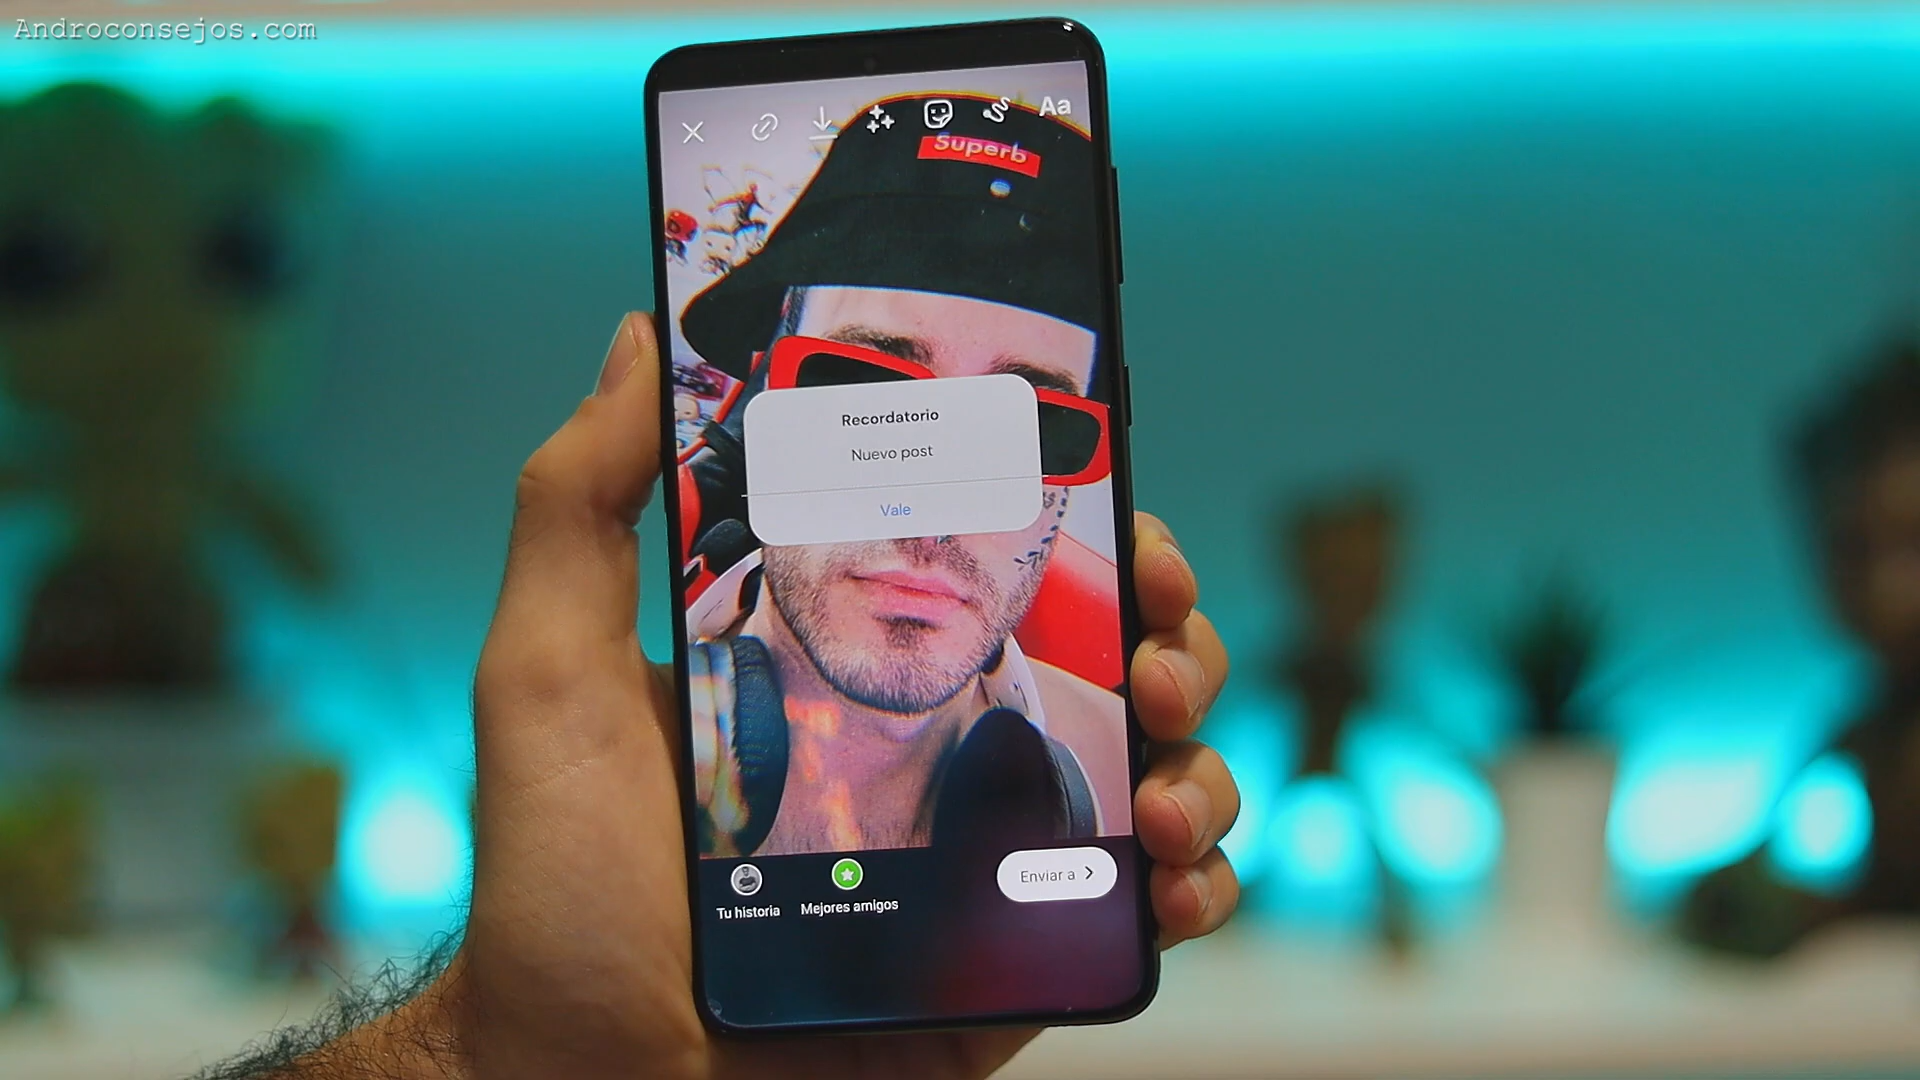 Androconsejos.com
Aa
Superb
Recordatorio
Nuevo post
Vale
Enviar a
Tu historia
Mejores amigos